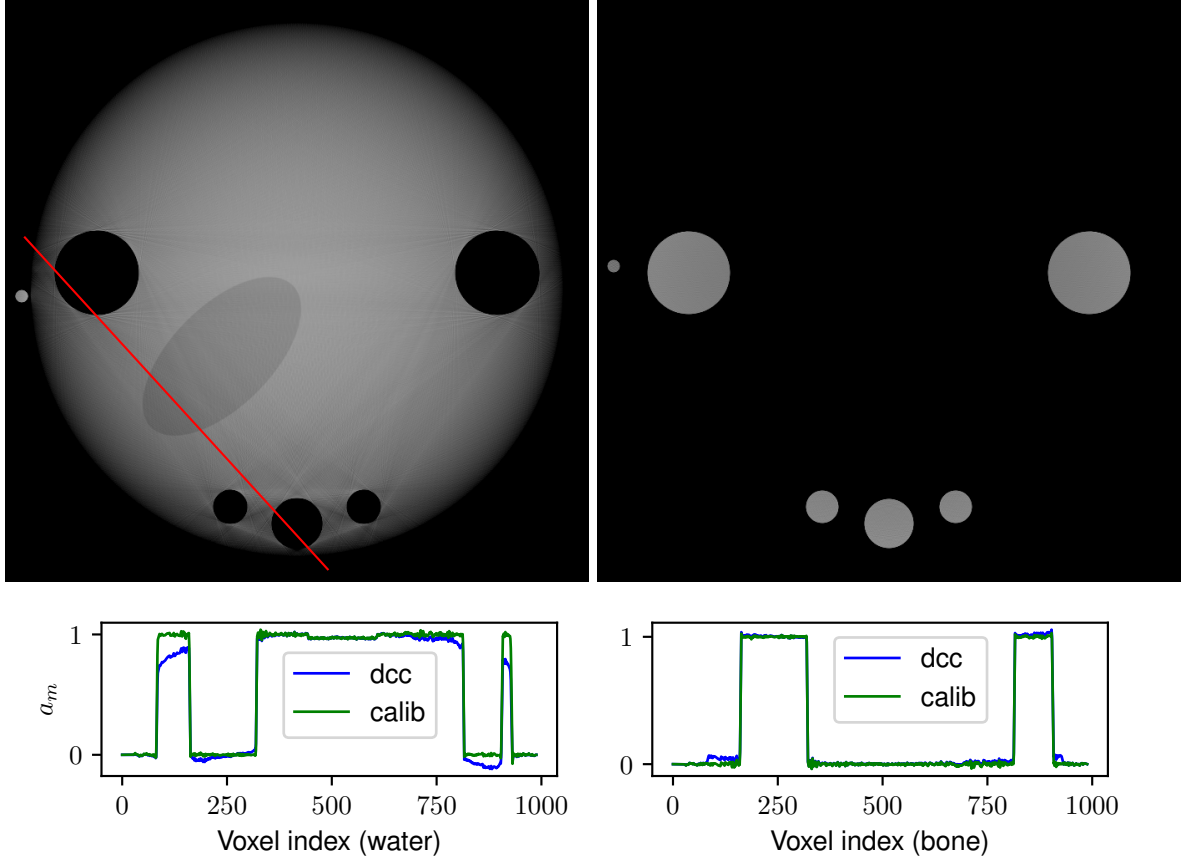 1
0
a_m
dcc
calib
0 250 500 750 1000
Voxel index (water)
1
0
dcc
calib
0 250 500 750 1000
Voxel index (bone)